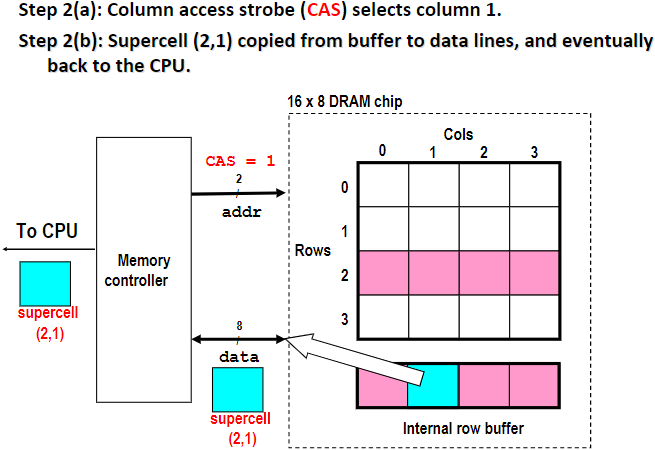 Step 2(a): Column access strobe (CAS) selects column 1.
Step 2(b): Supercell (2,1) copied from buffer to data lines, and eventually
back to the CPU.
16 x 8 DRAM chip
Cols
0 1 2 3
CAS = 1
2
addr
0
1
Rows
2
3
To CPU
Memory
controller
supercell
(2,1)
8
data
supercell
(2,1)
Internal row buffer